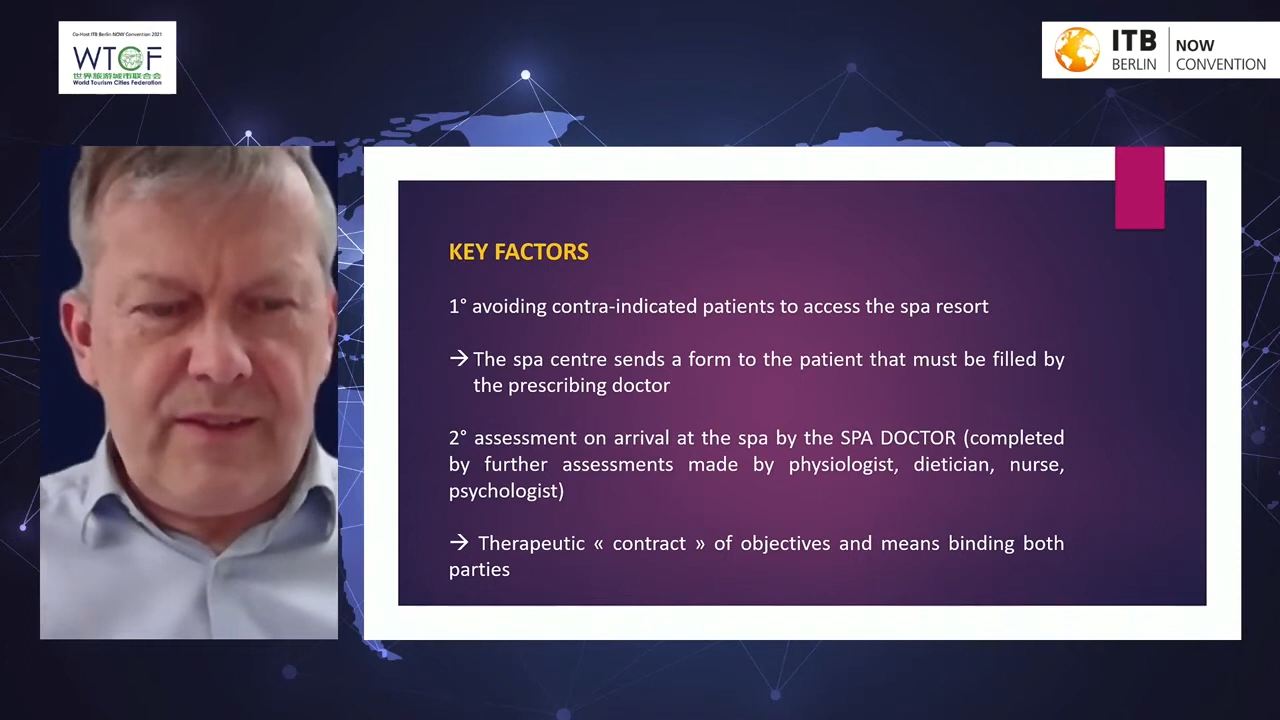 Co-Host ITB Berlin NOW Convention 2021
WTCF
世界旅游城市联合会
World Tourism Cities Federation
ITB
BERLIN
NOW
CONVENTION
KEY FACTORS
1° avoiding contra-indicated patients to access the spa resort
→ The spa centre sends a form to the patient that must be filled by
the prescribing doctor
2° assessment on arrival at the spa by the SPA DOCTOR (completed
by further assessments made by physiologist, dietician, nurse,
psychologist)
→ Therapeutic « contract » of objectives and means binding both
parties